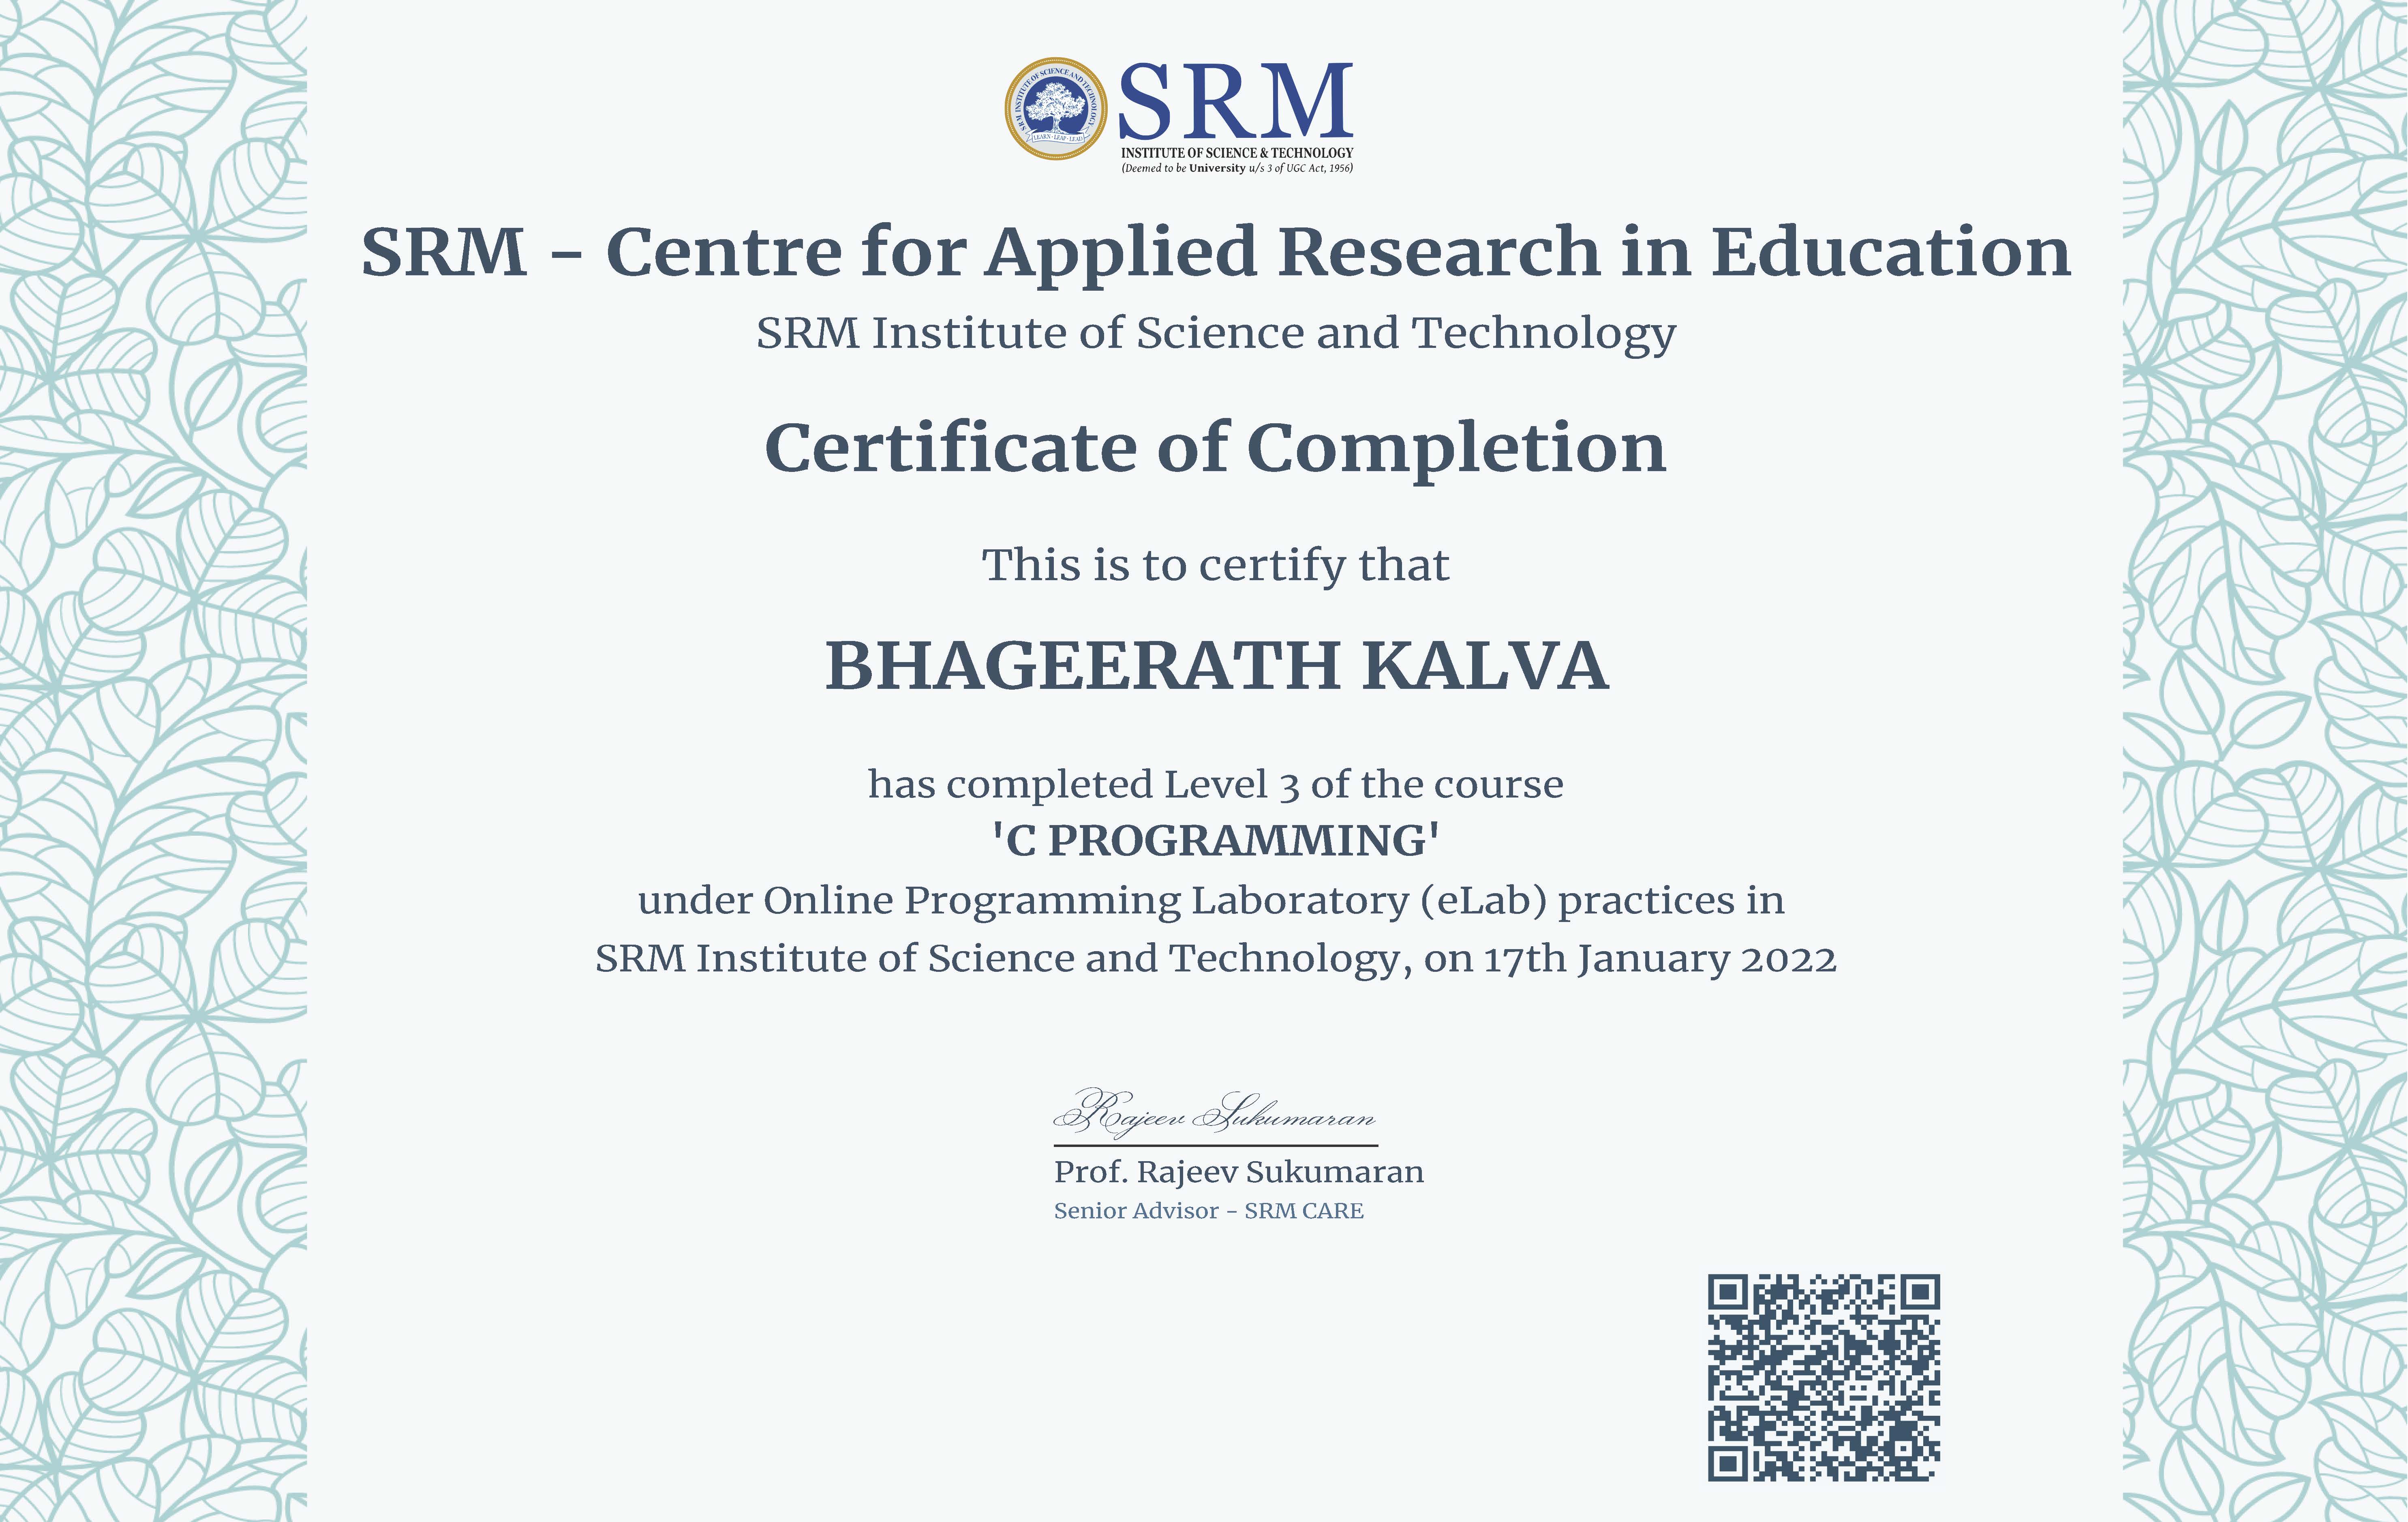 SRM INSTITUTE OF SCIENCE AND TECHNOLOGY
LEARN - LEAP - LEAD
SRM
INSTITUTE OF SCIENCE & TECHNOLOGY
(Deemed to be University u/s 3 of UGC Act, 1956)
SRM - Centre for Applied Research in Education
SRM Institute of Science and Technology
Certificate of Completion
This is to certify that
BHAGEERATH KALVA
has completed Level 3 of the course
'C PROGRAMMING'
under Online Programming Laboratory (eLab) practices in
SRM Institute of Science and Technology, on 17th January 2022
Rajeev Sukumaran
Prof. Rajeev Sukumaran
Senior Advisor - SRM CARE